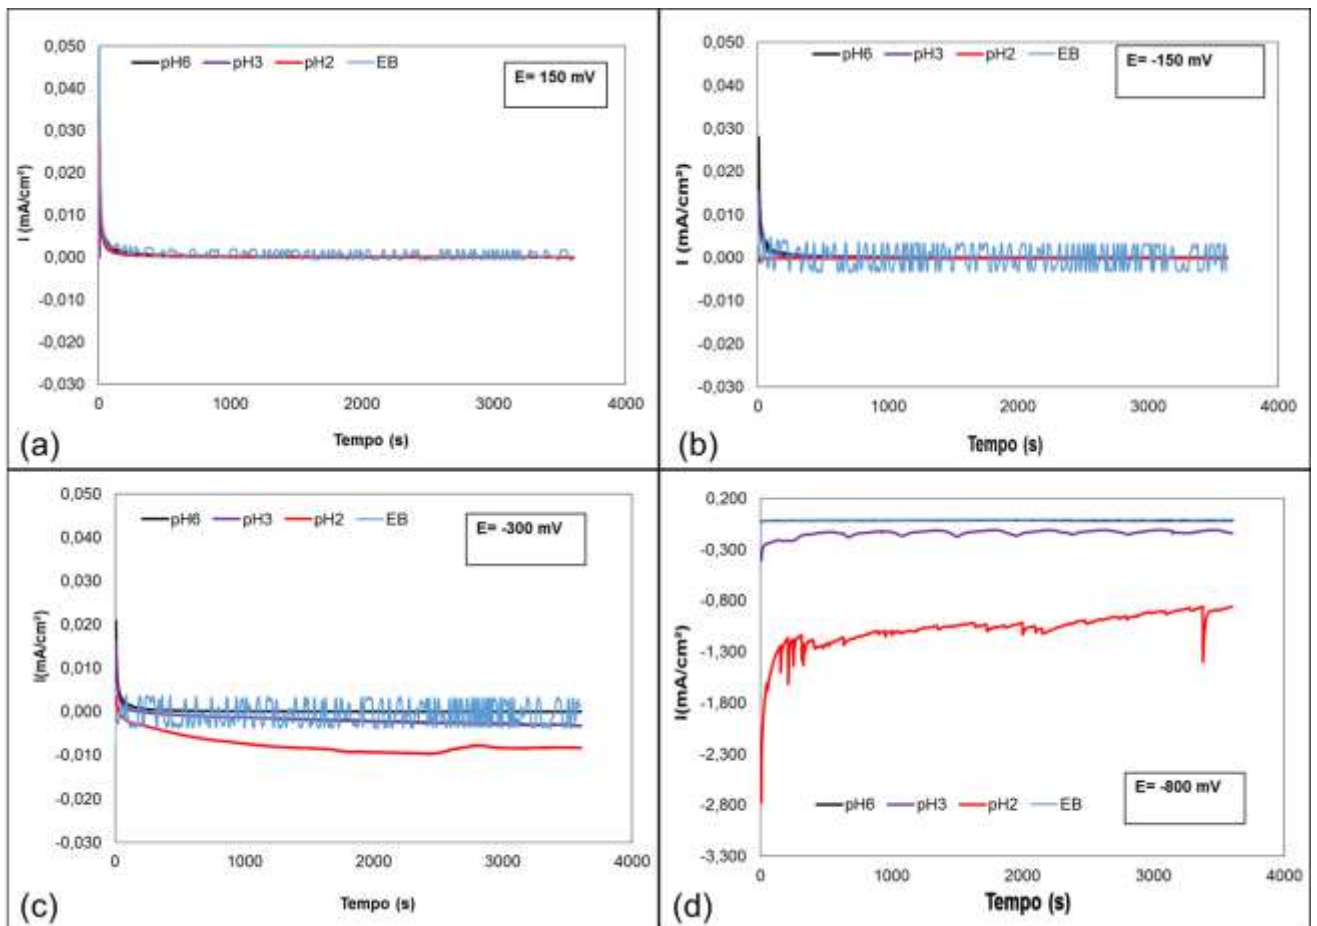 0,050
0,040
0,030
0,020
0,010
0,000
-0,010
-0,020
-0,030
I (mA/cm²)
pH6 pH3 pH2 EB
E= 150 mV
0 1000 2000 3000 4000
Tempo (s)
(a)
0,050
0,040
0,030
0,020
0,010
0,000
-0,010
-0,020
-0,030
I (mA/cm²)
pH6 pH3 pH2 EB
E= -150 mV
0 1000 2000 3000 4000
Tempo (s)
(b)
0,050
0,040
0,030
0,020
0,010
0,000
-0,010
-0,020
-0,030
I(mA/cm²)
pH6 pH3 pH2 EB
E= -300 mV
0 1000 2000 3000 4000
Tempo (s)
(c)
0,200
-0,300
-0,800
-1,300
-1,800
-2,300
-2,800
-3,300
I(mA/cm²)
pH6 pH3 pH2 EB
E= -800 mV
0 1000 2000 3000 4000
Tempo (s)
(d)